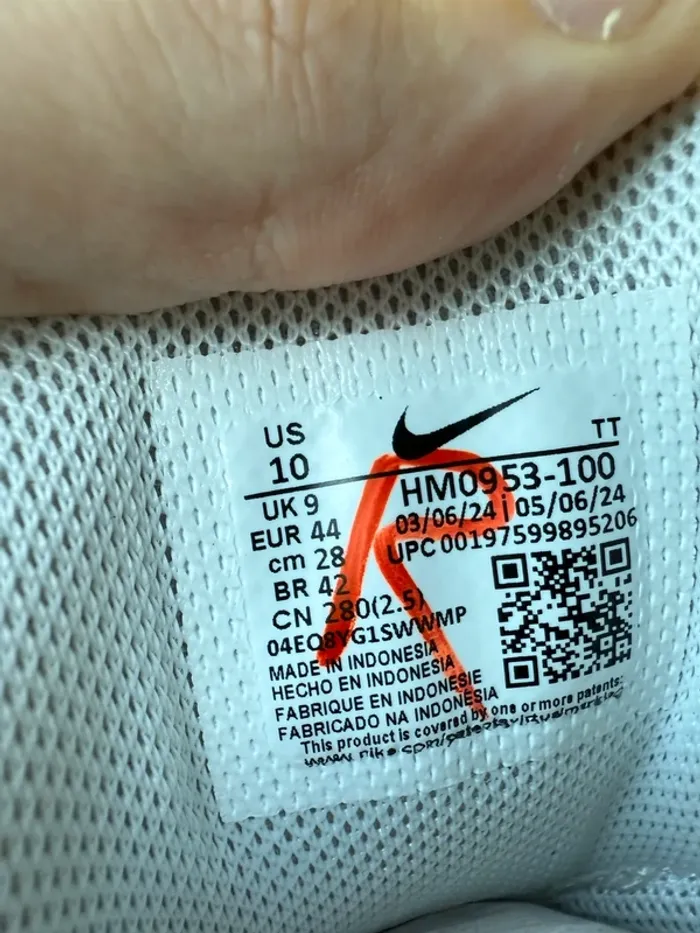 US
10
TT
UK 9
EUR 44
cm 28
BR 42
CN 280(2.5)
HM0953-100
03/06/24 | 05/06/24
UPC 00197599895206
04EQ8YG1SWWMP
MADE IN INDONESIA
HECHO EN INDONESIA
FABRIQUE EN INDONESIE
FABRICADO NA INDONÉSIA
This product is covered by one or more patents:
R